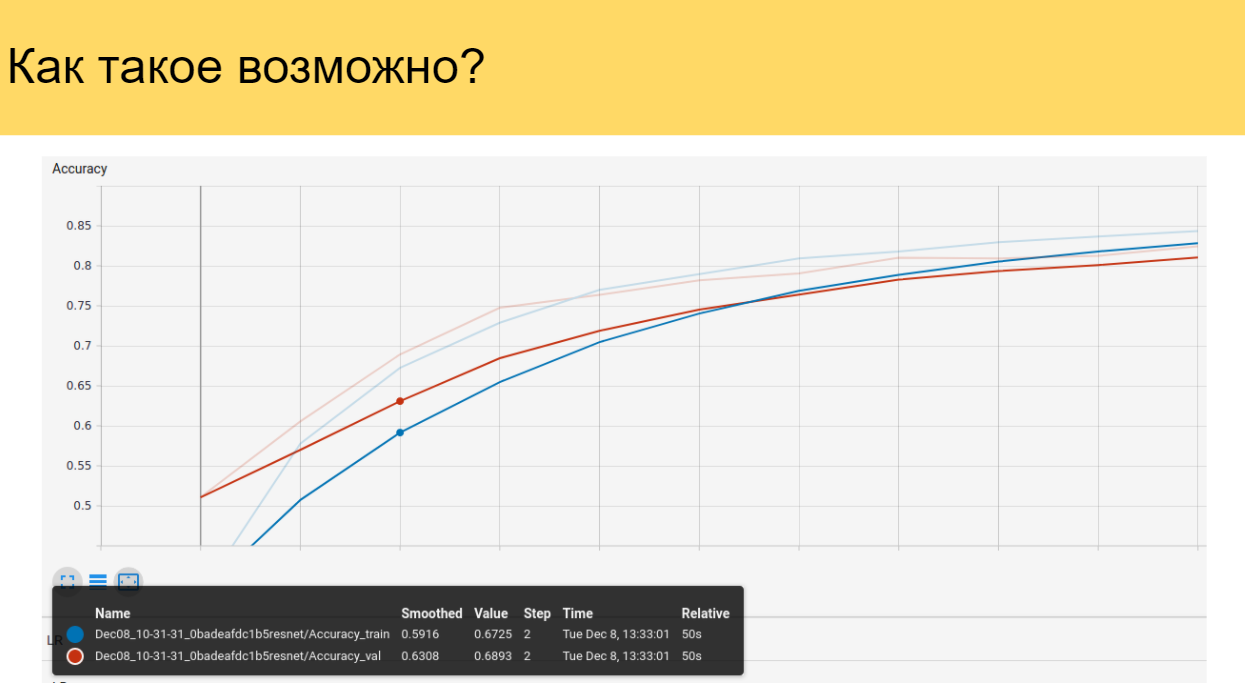 Как такое возможно?
Accuracy
0.85
0.8
0.75
0.7
0.65
0.6
0.55
0.5
Name Smoothed Value Step Time Relative
Dec08_10-31-31_0badeafdc1b5resnet/Accuracy_train 0.5916 0.6725 2 Tue Dec 8, 13:33:01 50s
LR
Dec08_10-31-31_0badeafdc1b5resnet/Accuracy_val 0.6308 0.6893 2 Tue Dec 8, 13:33:01 50s